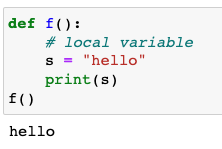 def f():
    # local variable
    s = "hello"
    print(s)
f()
hello